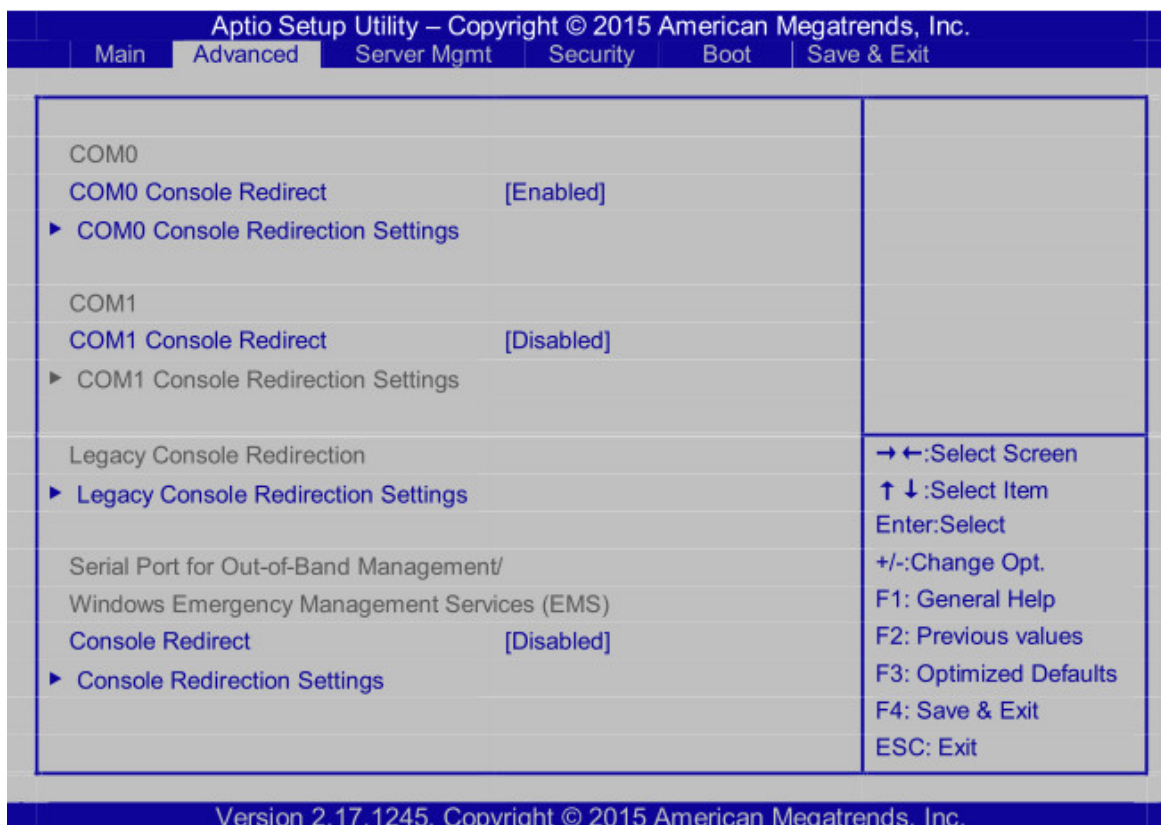 Aptio Setup Utility – Copyright © 2015 American Megatrends, Inc.
Main Advanced Server Mgmt Security Boot Save & Exit
COM0
COM0 Console Redirect [Enabled]
▶ COM0 Console Redirection Settings
COM1
COM1 Console Redirect [Disabled]
▶ COM1 Console Redirection Settings
Legacy Console Redirection
▶ Legacy Console Redirection Settings
Serial Port for Out-of-Band Management/
Windows Emergency Management Services (EMS)
Console Redirect [Disabled]
▶ Console Redirection Settings
→←:Select Screen
↑↓:Select Item
Enter:Select
+/-:Change Opt.
F1: General Help
F2: Previous values
F3: Optimized Defaults
F4: Save & Exit
ESC: Exit
Version 2.17.1245. Copyright © 2015 American Megatrends, Inc.